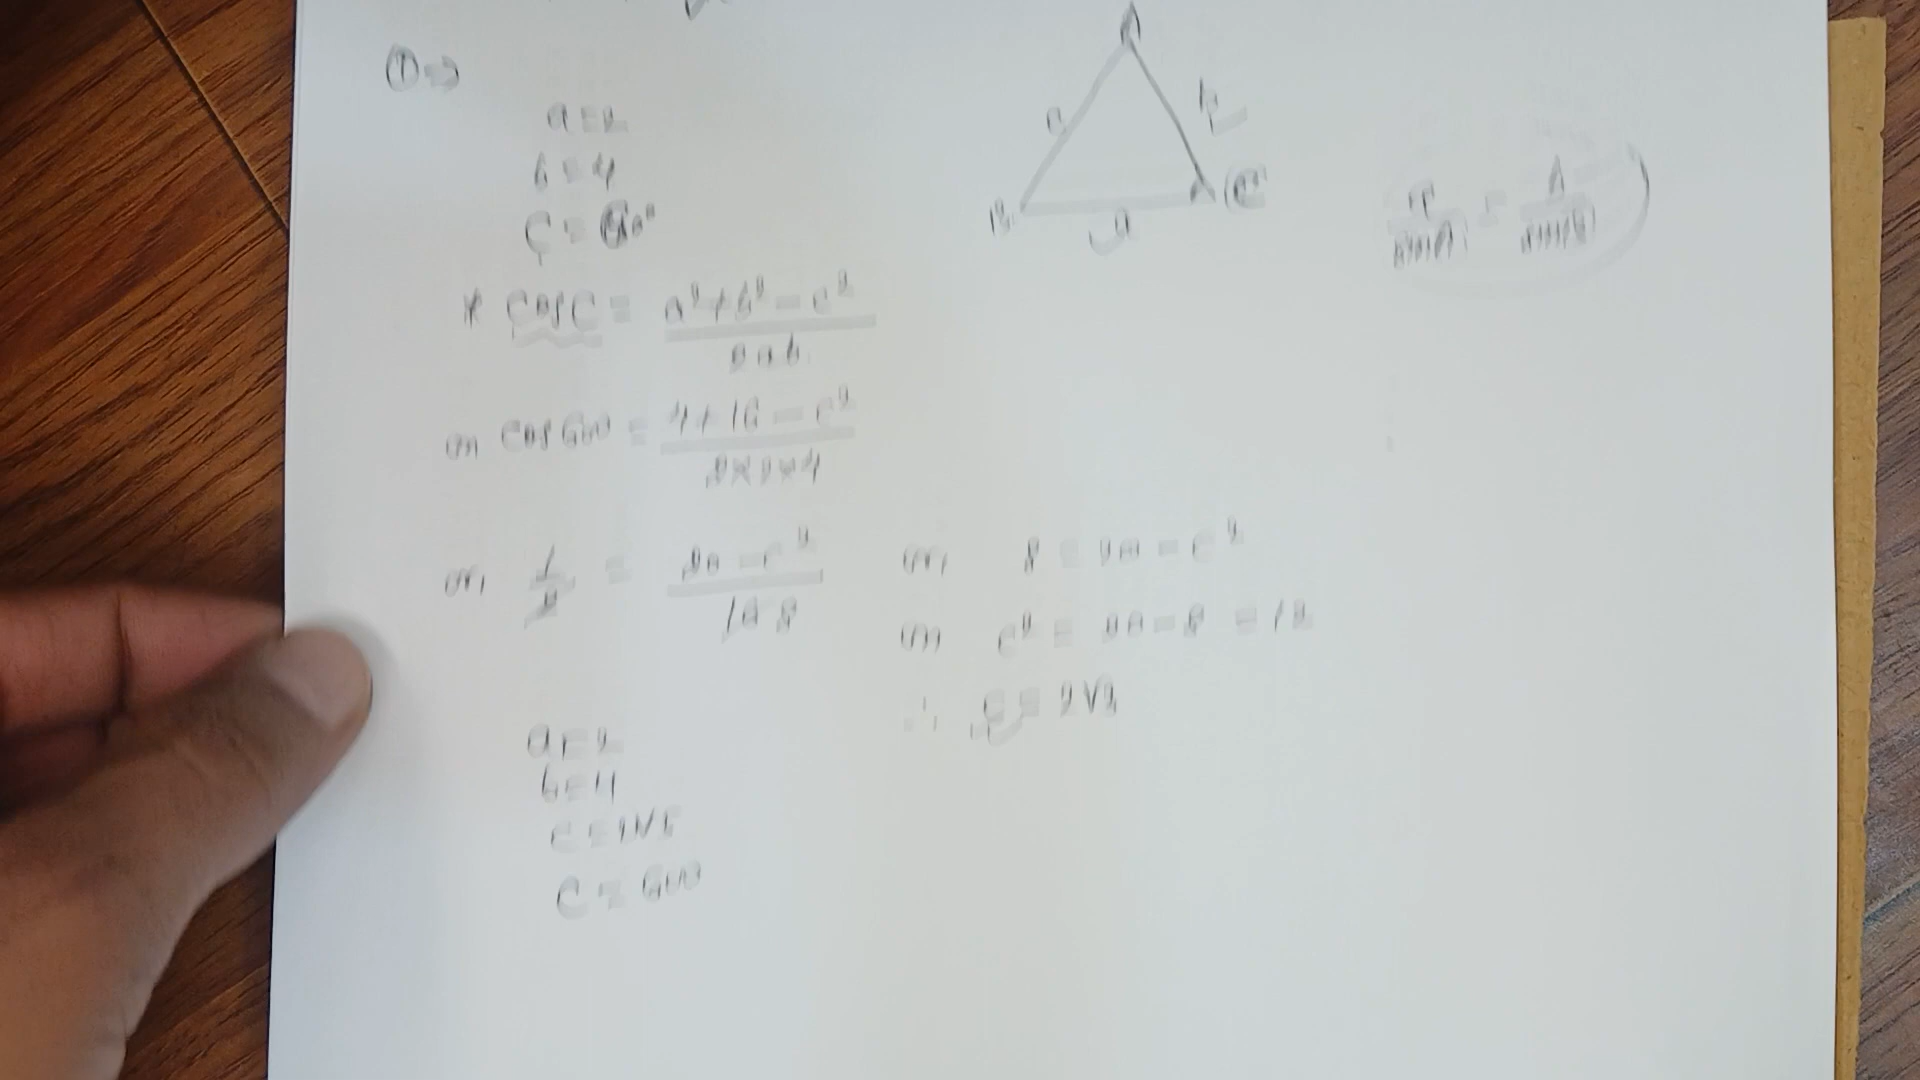 ① ⇒
a = 2
b = 4
C = 60°
* cos C = (a² + b² - c²) / 2ab
or, cos 60° = (4 + 16 - c²) / 2×2×4
or, 1/2 = (20 - c²) / 16 8
or, 8 = 20 - c²
or, c² = 20 - 8 = 12
∴ c = 2√3
a = 2
b = 4
C = 60°
A
b
B
a
C